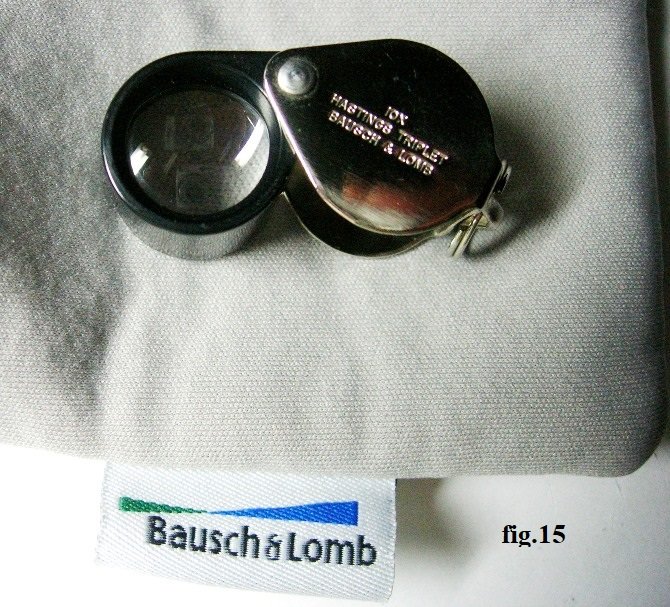 10X
HASTINGS TRIPLET
BAUSCH & LOMB
Bausch & Lomb
fig.15